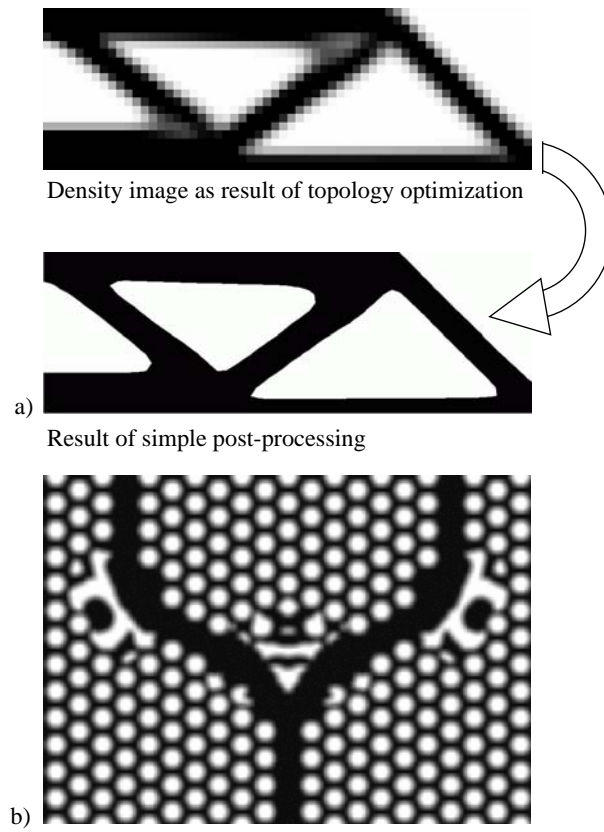 Density image as result of topology optimization
a)
Result of simple post-processing
b)